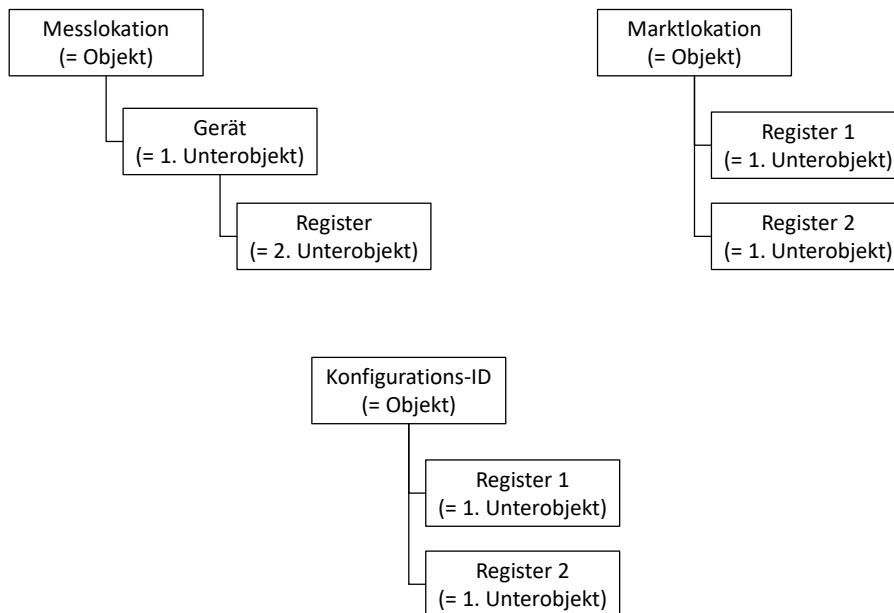 Messlokation
(= Objekt)
Gerät
(= 1. Unterobjekt)
Register
(= 2. Unterobjekt)
Marktlokation
(= Objekt)
Register 1
(= 1. Unterobjekt)
Register 2
(= 1. Unterobjekt)
Konfigurations-ID
(= Objekt)
Register 1
(= 1. Unterobjekt)
Register 2
(= 1. Unterobjekt)